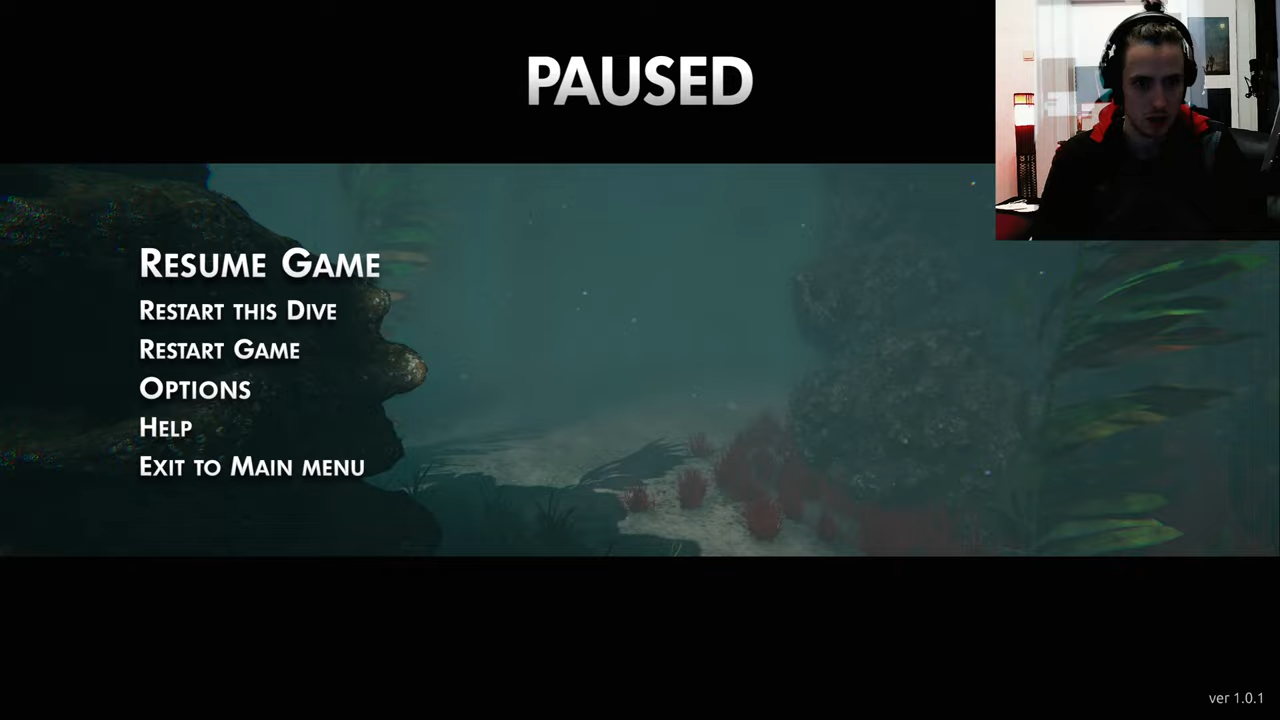 PAUSED
RESUME GAME
RESTART THIS DIVE
RESTART GAME
OPTIONS
HELP
EXIT TO MAIN MENU
ver 1.0.1